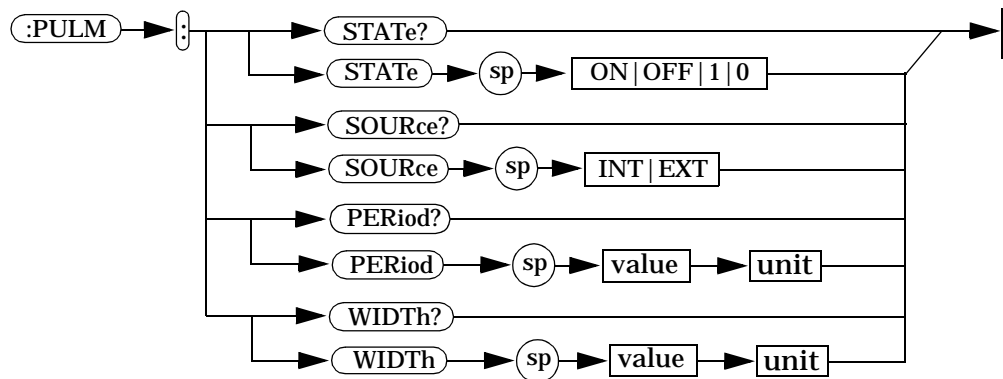 :PULM : STATe?
STATe sp ON|OFF|1|0
SOURce?
SOURce sp INT|EXT
PERiod?
PERiod sp value unit
WIDTh?
WIDTh sp value unit